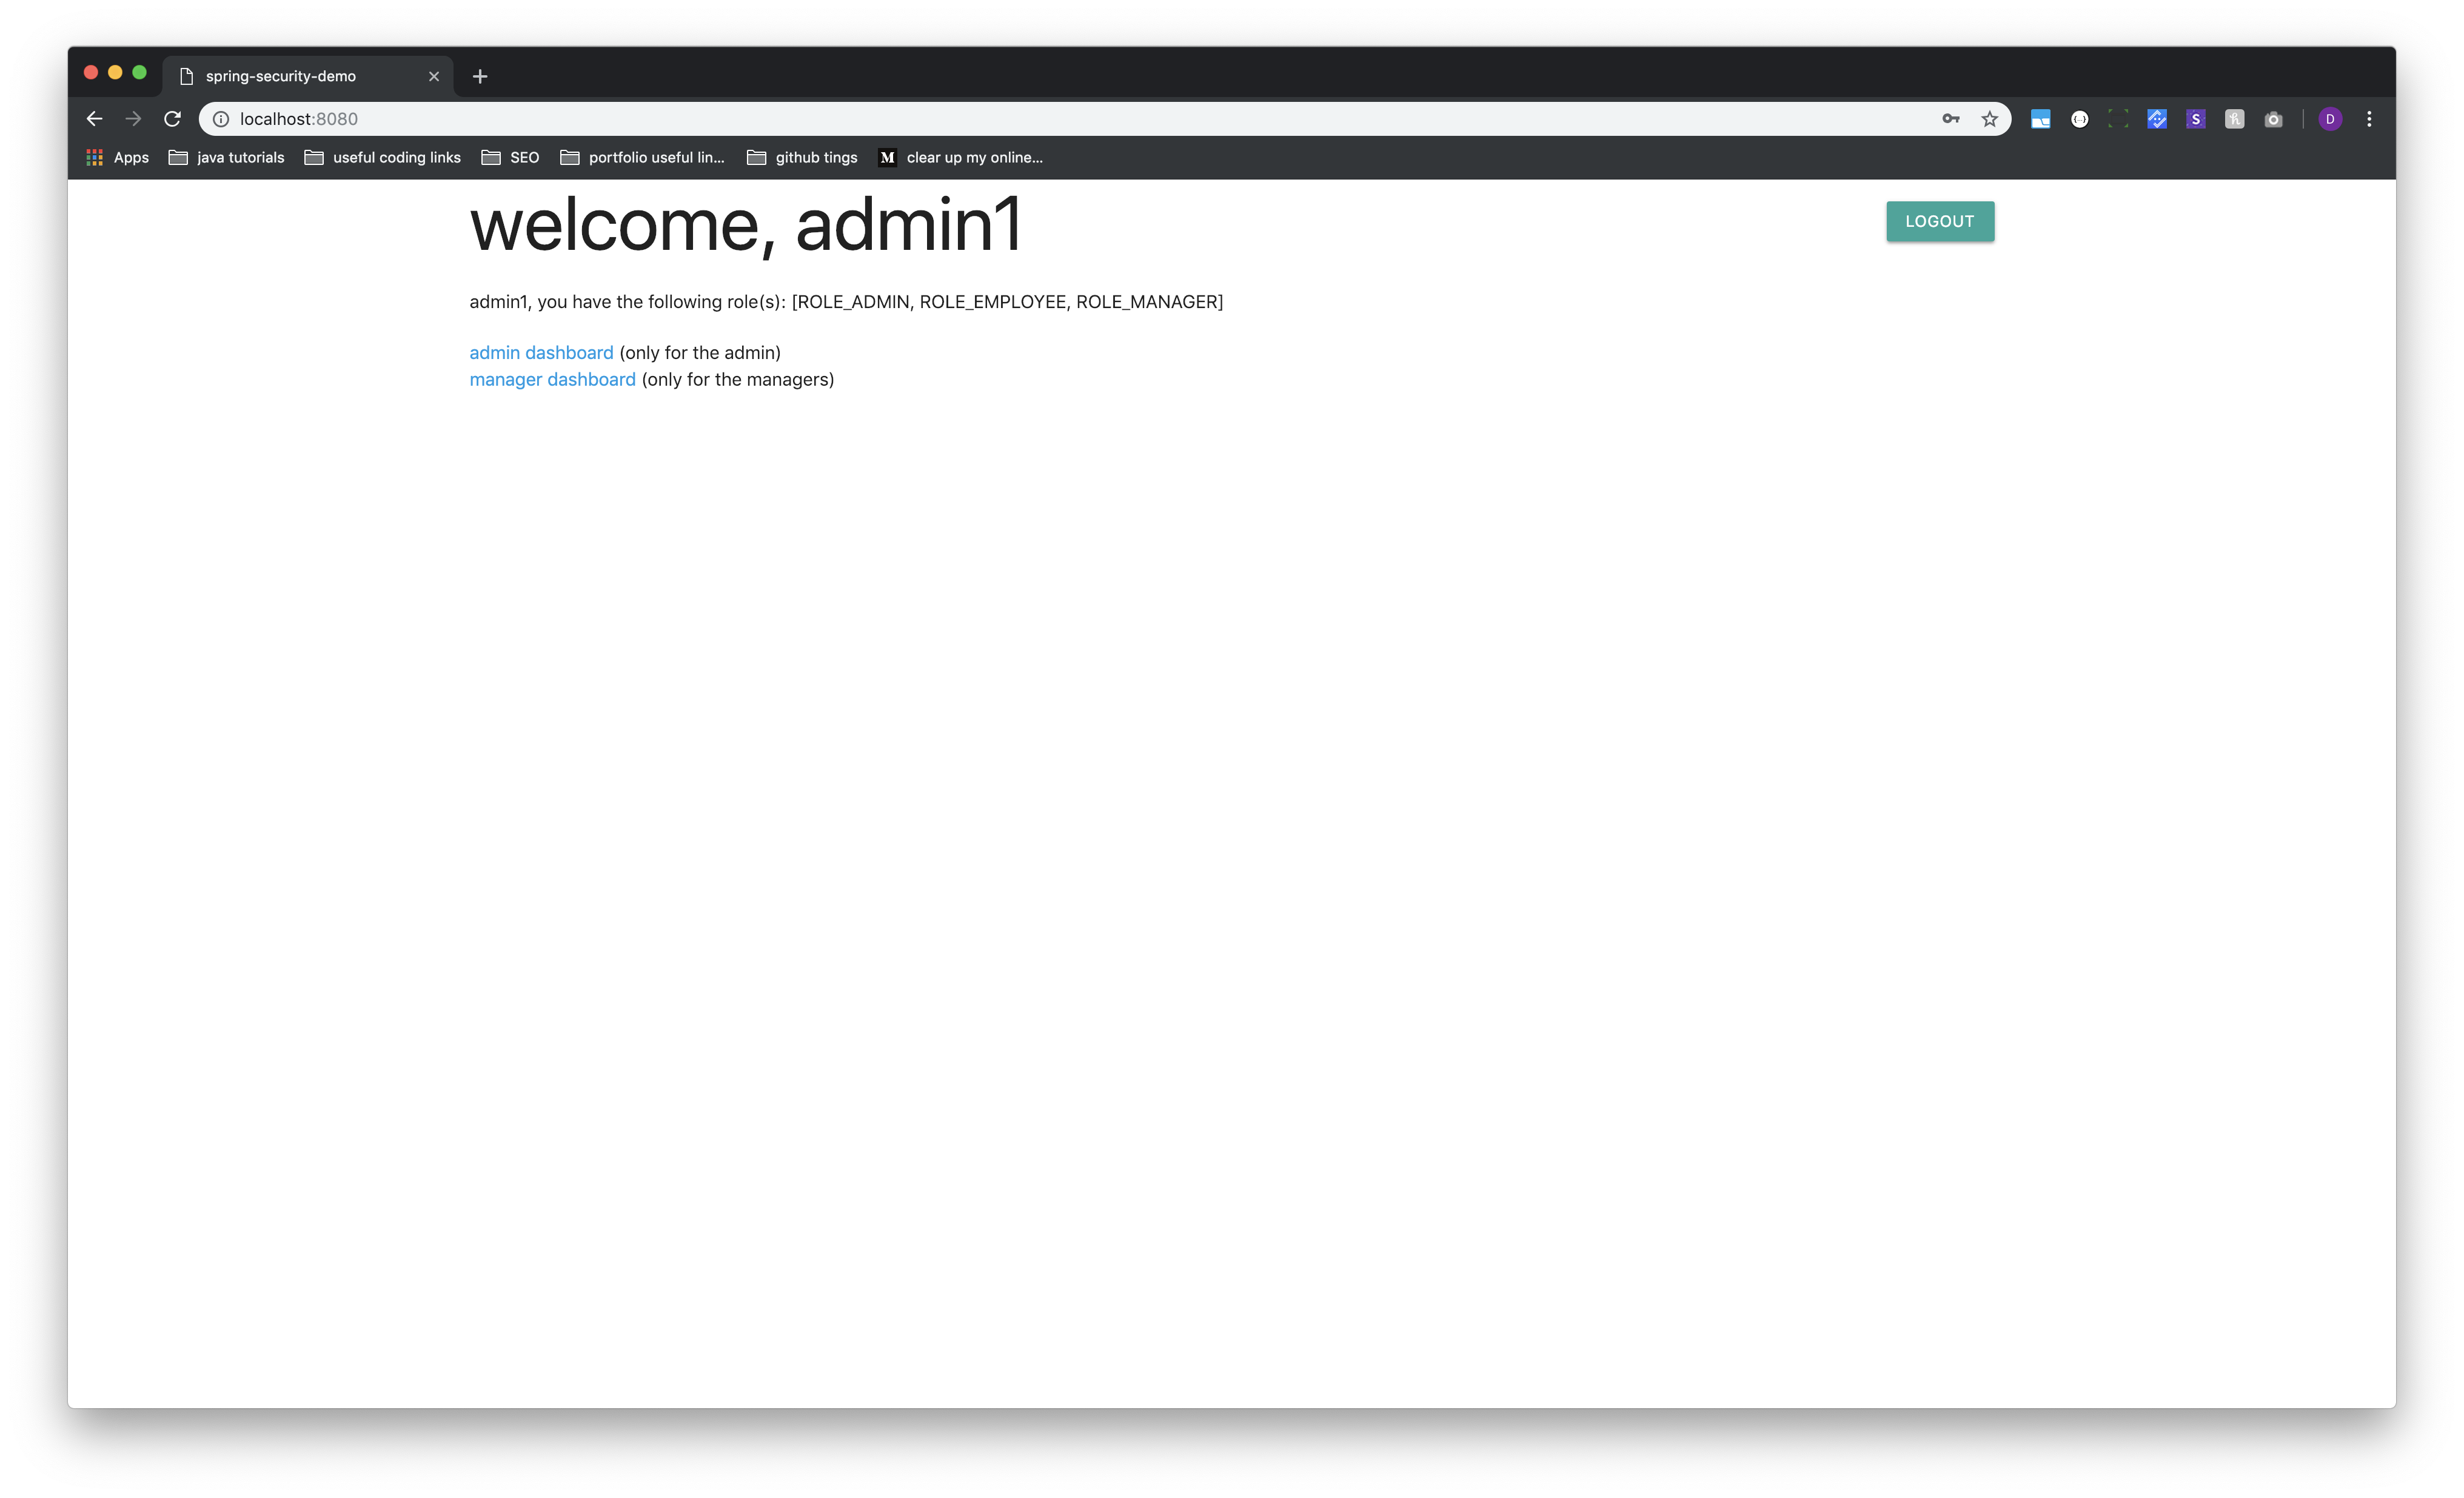 spring-security-demo
localhost:8080
Apps java tutorials useful coding links SEO portfolio useful lin... github tings M clear up my online...
welcome, admin1
LOGOUT
admin1, you have the following role(s): [ROLE_ADMIN, ROLE_EMPLOYEE, ROLE_MANAGER]
admin dashboard (only for the admin)
manager dashboard (only for the managers)
S
D